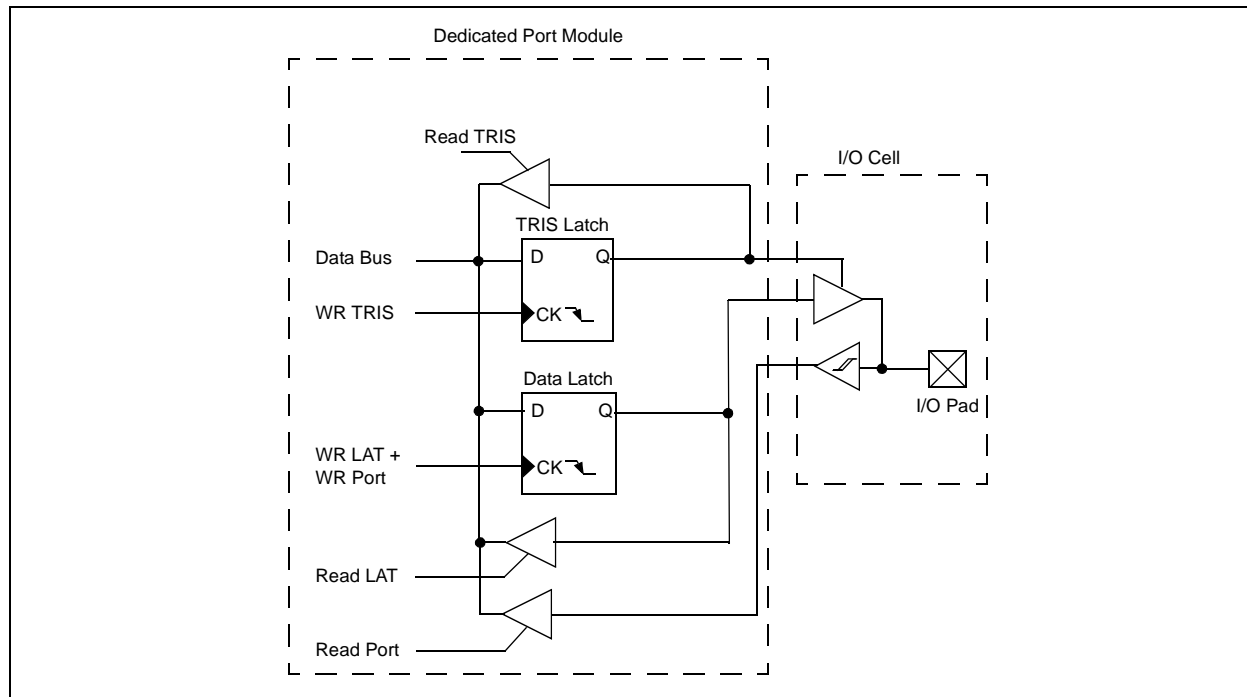 Dedicated Port Module
Read TRIS
I/O Cell
TRIS Latch
Data Bus
D
Q
WR TRIS
CK
Data Latch
I/O Pad
D
Q
WR LAT +
WR Port
CK
Read LAT
Read Port